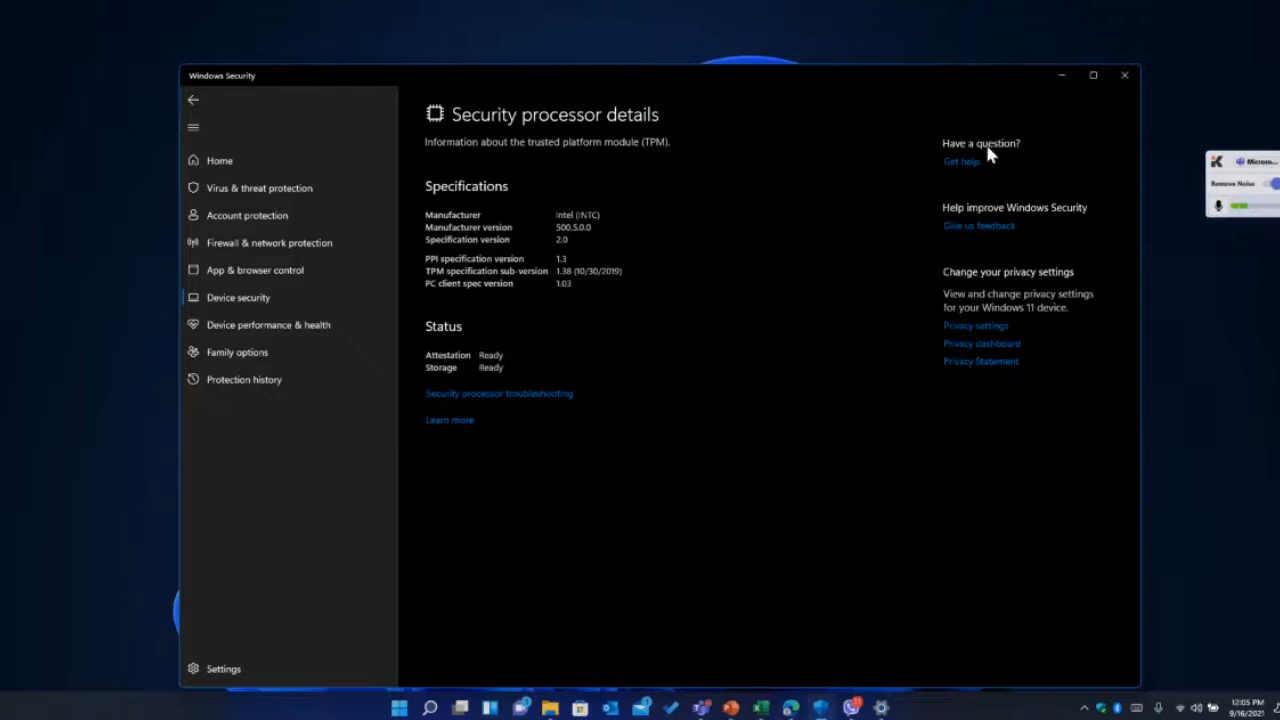 Windows Security
Home
Virus & threat protection
Account protection
Firewall & network protection
App & browser control
Device security
Device performance & health
Family options
Protection history
Settings
Security processor details
Information about the trusted platform module (TPM).
Specifications
Manufacturer Intel (INTC)
Manufacturer version 500.5.0.0
Specification version 2.0
PPI specification version 1.3
TPM specification sub-version 1.38 (10/30/2019)
PC client spec version 1.03
Status
Attestation Ready
Storage Ready
Security processor troubleshooting
Learn more
Have a question?
Get help
Help improve Windows Security
Give us feedback
Change your privacy settings
View and change privacy settings
for your Windows 11 device.
Privacy settings
Privacy dashboard
Privacy Statement
Microso...
Remove Noise
12:05 PM
9/16/2021